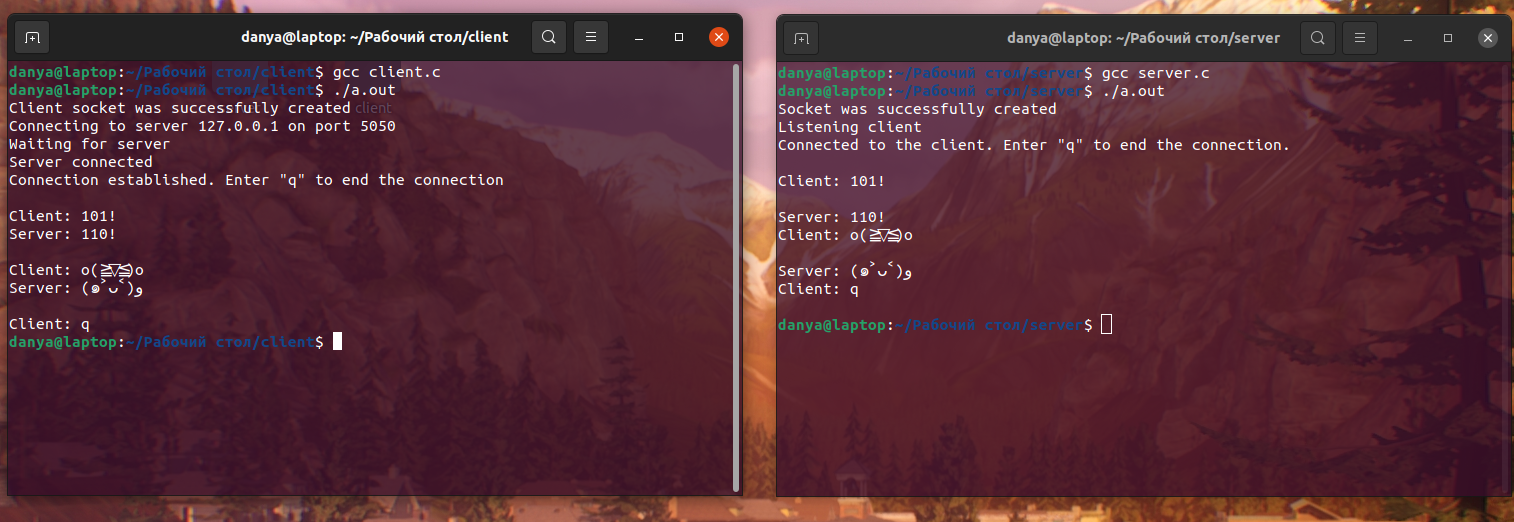 danya@laptop: ~/Рабочий стол/client
danya@laptop:~/Рабочий стол/client$ gcc client.c
danya@laptop:~/Рабочий стол/client$ ./a.out
Client socket was successfully created client
Connecting to server 127.0.0.1 on port 5050
Waiting for server
Server connected
Connection established. Enter "q" to end the connection
Client: 101!
Server: 110!
Client: o(≧▽≦)o
Server: (๑˃ᴗ˂)ﻭ
Client: q
danya@laptop:~/Рабочий стол/client$
danya@laptop: ~/Рабочий стол/server
danya@laptop:~/Рабочий стол/server$ gcc server.c
danya@laptop:~/Рабочий стол/server$ ./a.out
Socket was successfully created
Listening client
Connected to the client. Enter "q" to end the connection.
Client: 101!
Server: 110!
Client: o(≧▽≦)o
Server: (๑˃ᴗ˂)ﻭ
Client: q
danya@laptop:~/Рабочий стол/server$